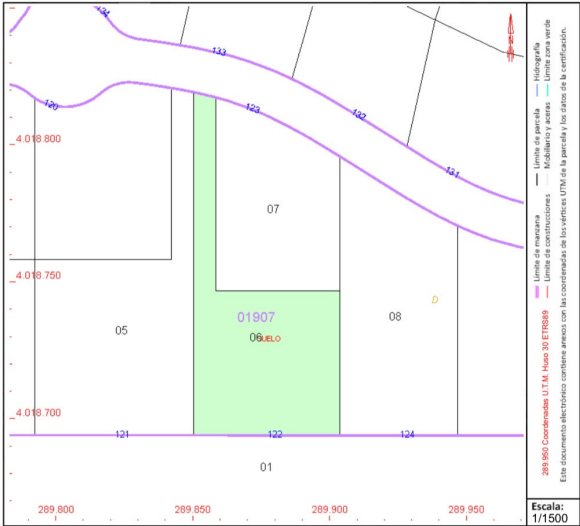 134
133
120
123
132
4.018.800
131
07
4.018.750
D
01907
08
05
06
SUELO
4.018.700
121
122
124
01
289.800
289.850
289.900
289.950
N
289.950 Coordenadas U.T.M. Huso 30 ETRS89
Límite de manzana
Límite de parcela
Hidrografía
Límite de construcciones
Mobiliario y aceras
Límite zona verde
Este documento electrónico contiene anexos con las coordenadas de los vértices UTM de la parcela y los datos de la certificación.
Escala:
1/1500